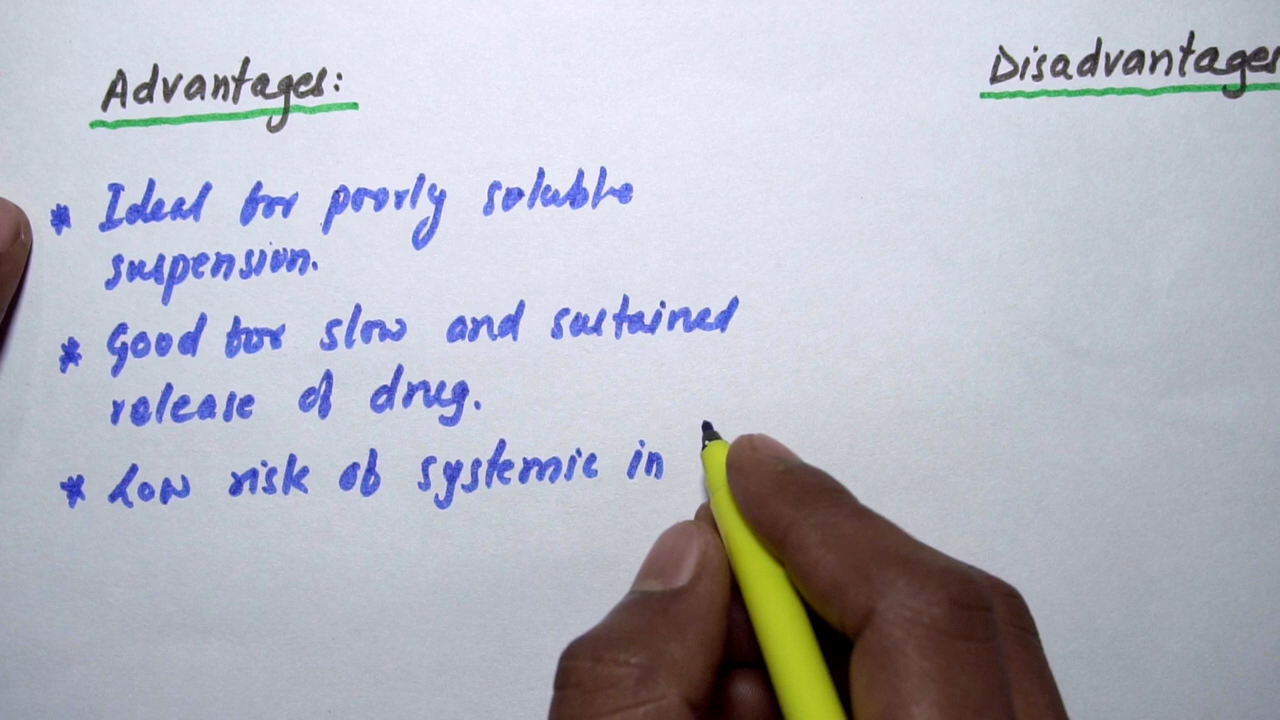 Advantages:
Disadvantages
* Ideal for poorly soluble
suspension.
* Good for slow and sustained
release of drug.
* Low risk of systemic in